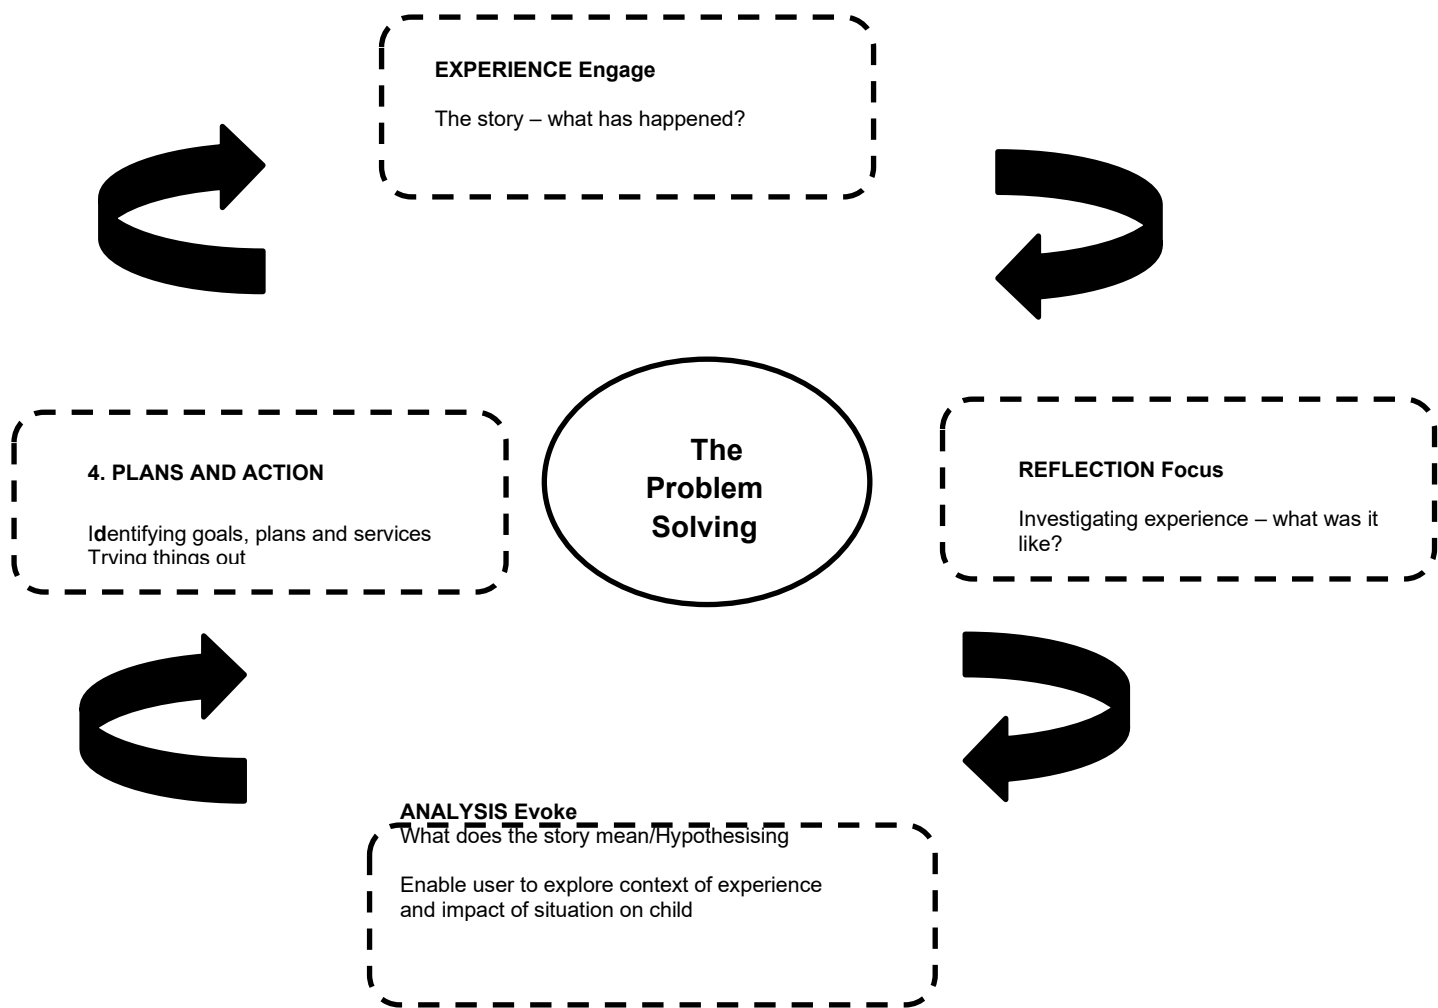 EXPERIENCE Engage
The story – what has happened?
The
Problem
Solving
4. PLANS AND ACTION
Identifying goals, plans and services
Trying things out
REFLECTION Focus
Investigating experience – what was it
like?
ANALYSIS Evoke
What does the story mean/Hypothesising
Enable user to explore context of experience
and impact of situation on child